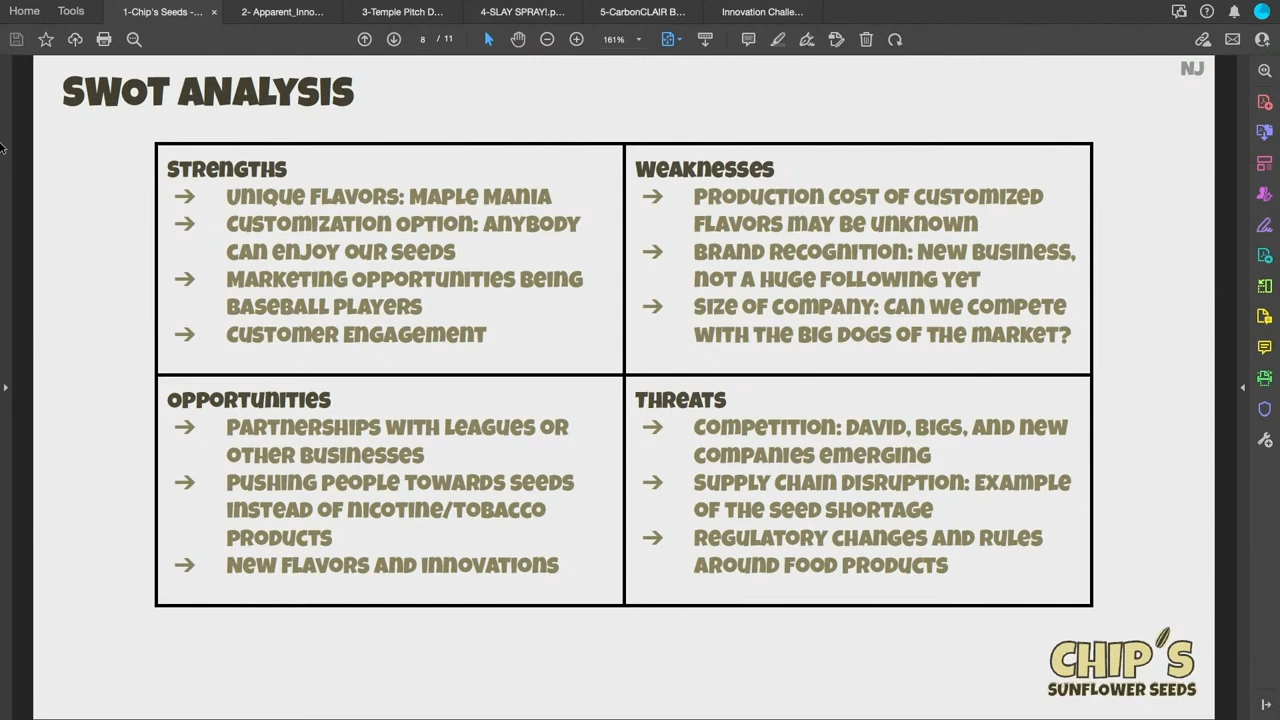 Home
Tools
1-Chip's Seeds -...
2- Apparent_Inno...
3-Temple Pitch D...
4-SLAY SPRAY!.p...
5-CarbonCLAIR B...
Innovation Challe...
8 / 11
161%
NJ
SWOT ANALYSIS
STRENGTHS
UNIQUE FLAVORS: MAPLE MANIA
CUSTOMIZATION OPTION: ANYBODY
CAN ENJOY OUR SEEDS
MARKETING OPPORTUNITIES BEING
BASEBALL PLAYERS
CUSTOMER ENGAGEMENT
WEAKNESSES
PRODUCTION COST OF CUSTOMIZED
FLAVORS MAY BE UNKNOWN
BRAND RECOGNITION: NEW BUSINESS,
NOT A HUGE FOLLOWING YET
SIZE OF COMPANY: CAN WE COMPETE
WITH THE BIG DOGS OF THE MARKET?
OPPORTUNITIES
PARTNERSHIPS WITH LEAGUES OR
OTHER BUSINESSES
PUSHING PEOPLE TOWARDS SEEDS
INSTEAD OF NICOTINE/TOBACCO
PRODUCTS
NEW FLAVORS AND INNOVATIONS
THREATS
COMPETITION: DAVID, BIGS, AND NEW
COMPANIES EMERGING
SUPPLY CHAIN DISRUPTION: EXAMPLE
OF THE SEED SHORTAGE
REGULATORY CHANGES AND RULES
AROUND FOOD PRODUCTS
CHIP'S
SUNFLOWER SEEDS